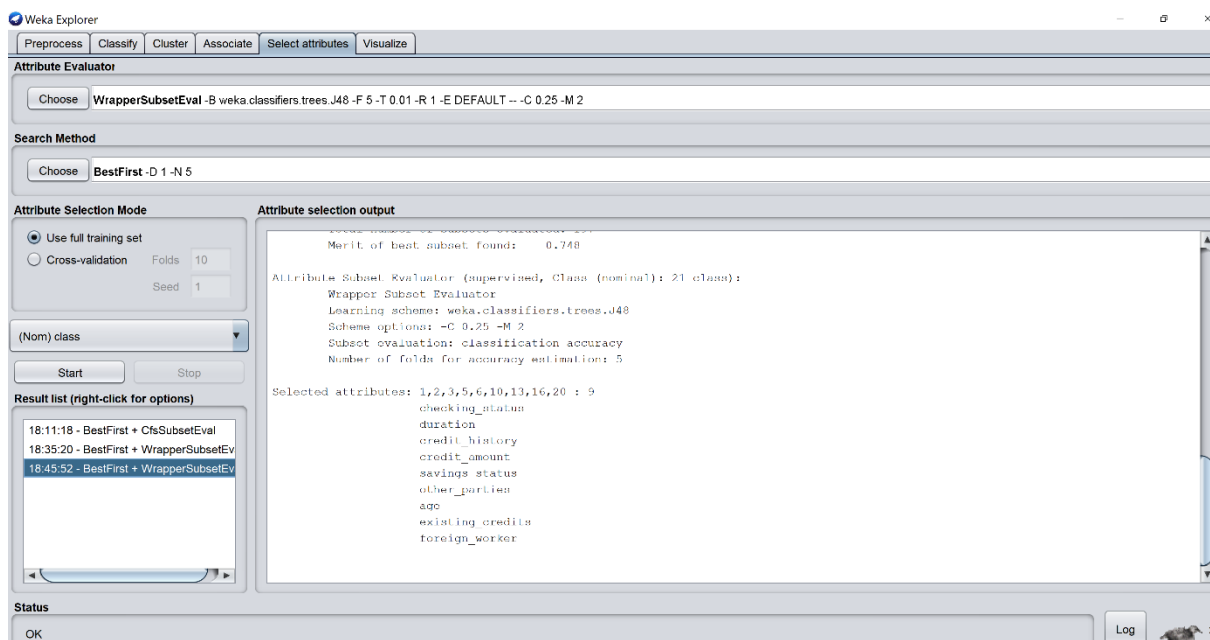 Weka Explorer
Preprocess Classify Cluster Associate Select attributes Visualize
Attribute Evaluator
Choose WrapperSubsetEval -B weka.classifiers.trees.J48 -F 5 -T 0.01 -R 1 -E DEFAULT -- -C 0.25 -M 2
Search Method
Choose BestFirst -D 1 -N 5
Attribute Selection Mode
Use full training set
Cross-validation Folds 10
Seed 1
(Nom) class
Start Stop
Result list (right-click for options)
18:11:18 - BestFirst + CfsSubsetEval
18:35:20 - BestFirst + WrapperSubsetEv
18:45:52 - BestFirst + WrapperSubsetEv
Attribute selection output
Total number of subsets evaluated:
Merit of best subset found: 0.748
Attribute Subset Evaluator (supervised, Class (nominal): 21 class):
Wrapper Subset Evaluator
Learning scheme: weka.classifiers.trees.J48
Scheme options: -C 0.25 -M 2
Subset evaluation: classification accuracy
Number of folds for accuracy estimation: 5
Selected attributes: 1,2,3,5,6,10,13,16,20 : 9
checking_status
duration
credit_history
credit_amount
savings_status
other_parties
age
existing_credits
foreign_worker
Status
OK
Log